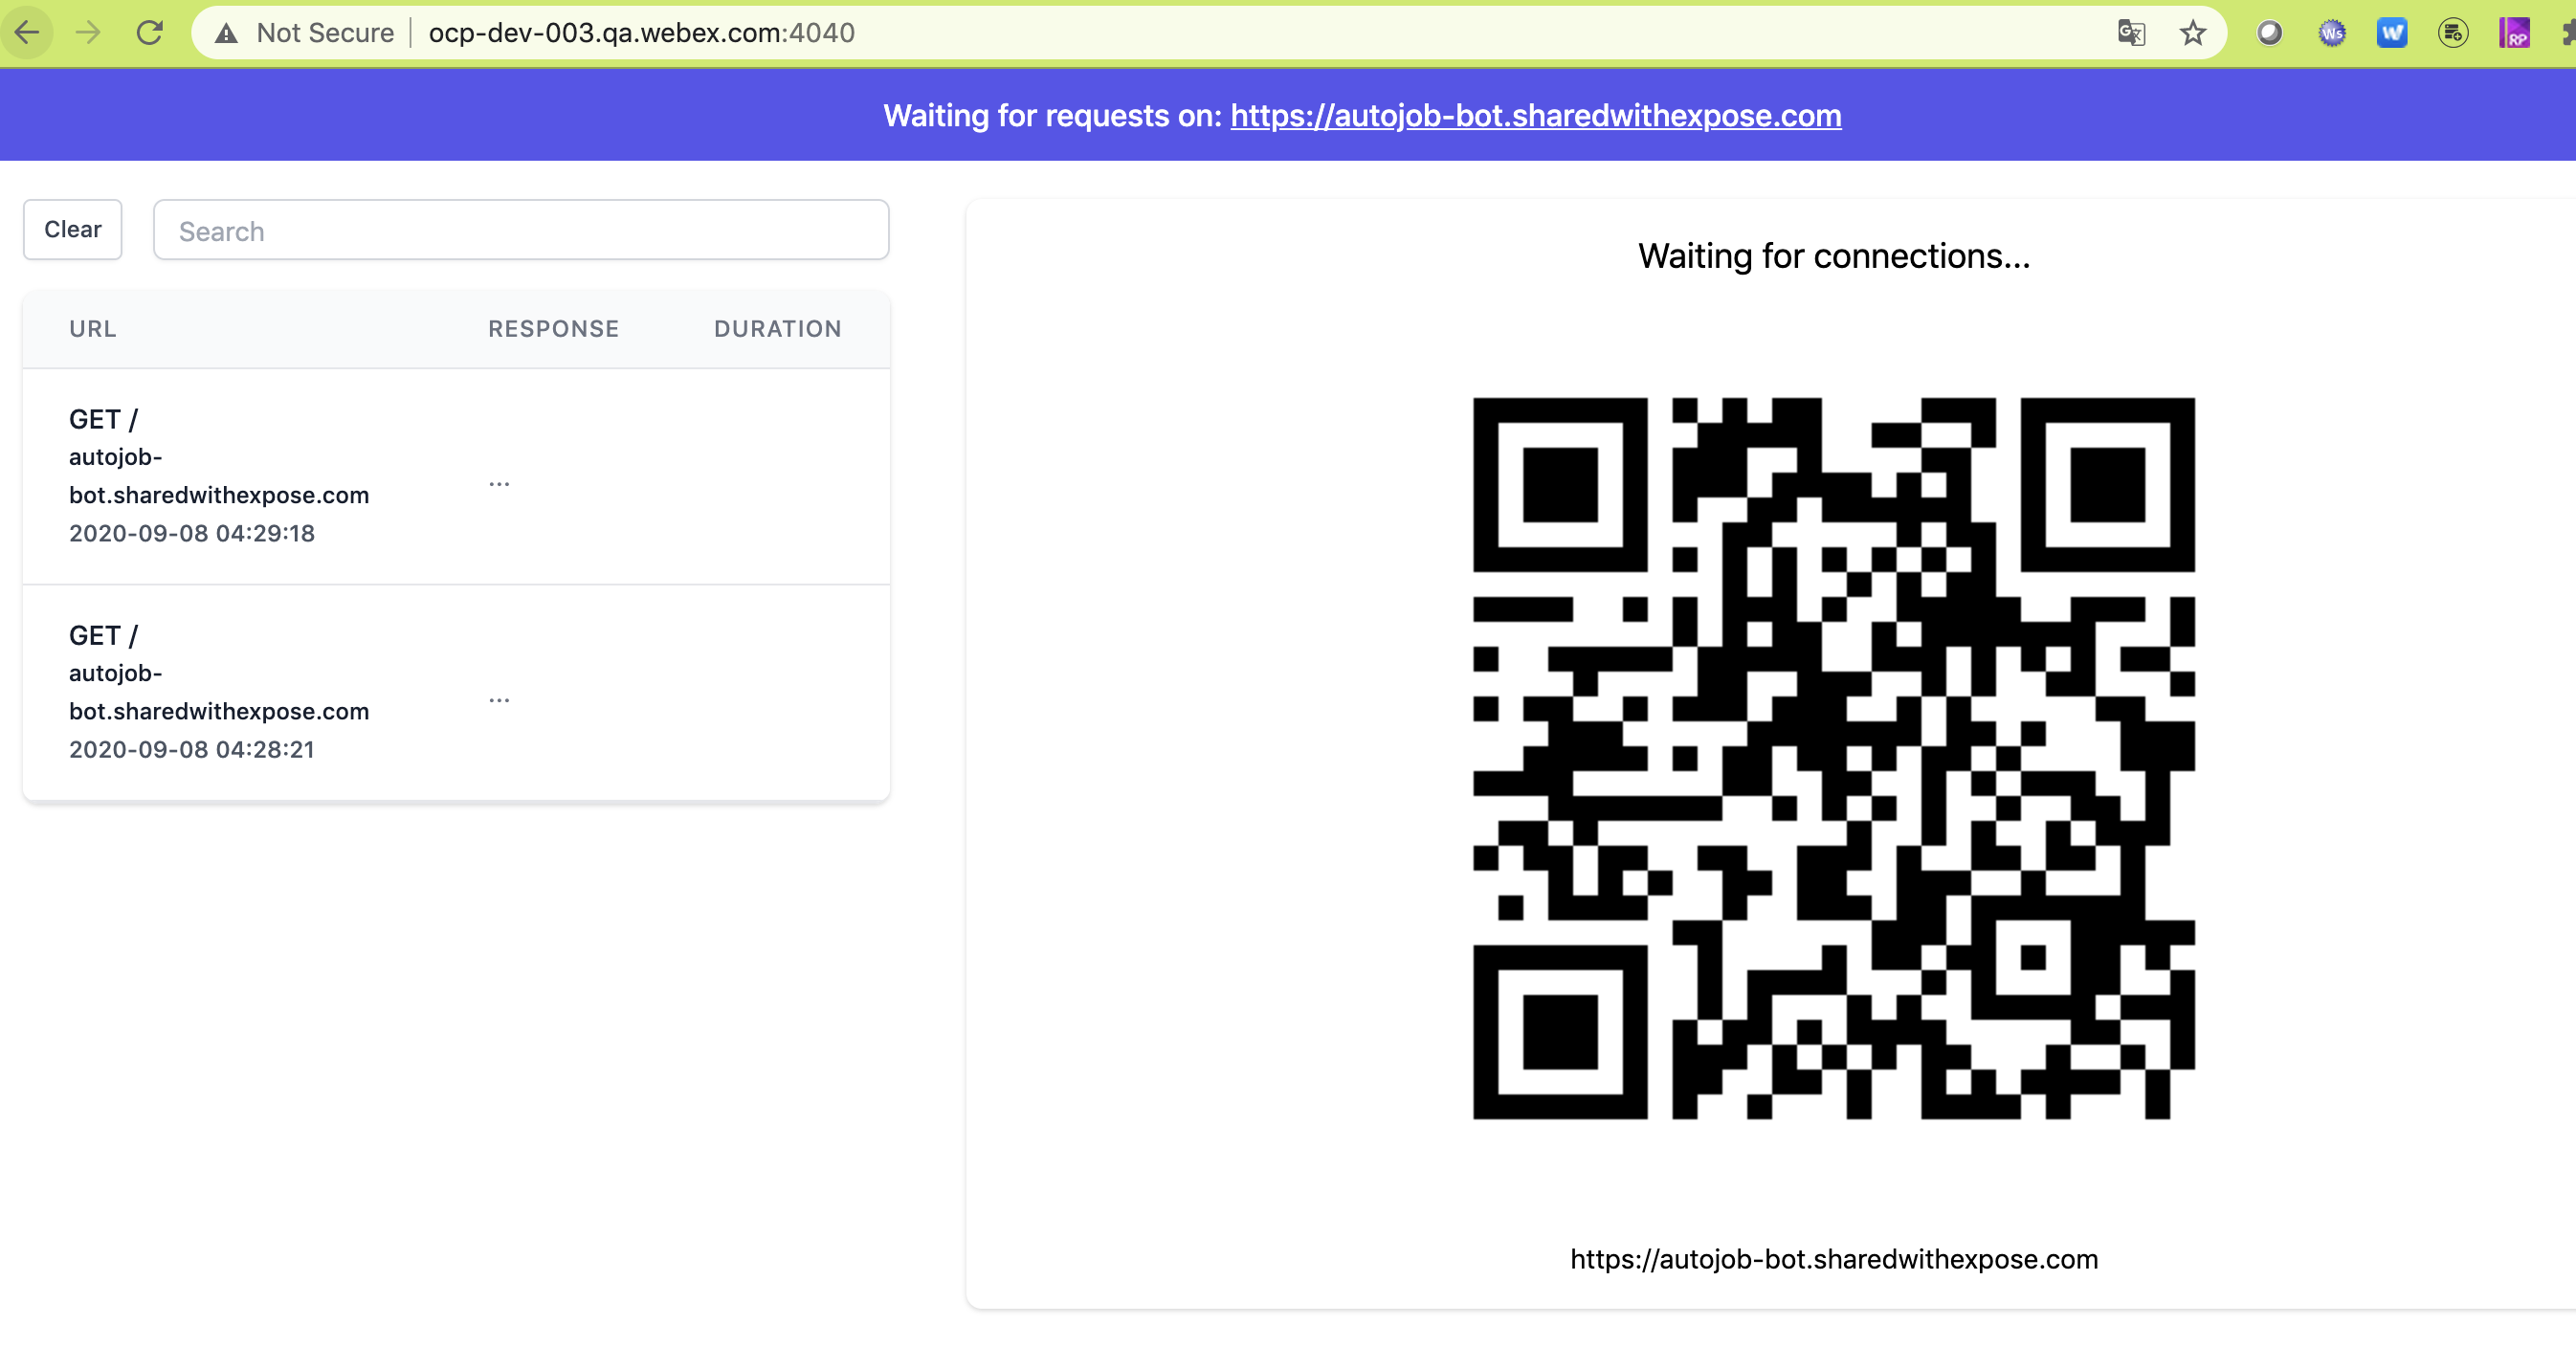 Not Secure | ocp-dev-003.qa.webex.com:4040
Ws W RP
Waiting for requests on: https://autojob-bot.sharedwithexpose.com
Clear
Search
Waiting for connections...
URL RESPONSE DURATION
GET /
autojob-
bot.sharedwithexpose.com
...
2020-09-08 04:29:18
GET /
autojob-
bot.sharedwithexpose.com
...
2020-09-08 04:28:21
https://autojob-bot.sharedwithexpose.com